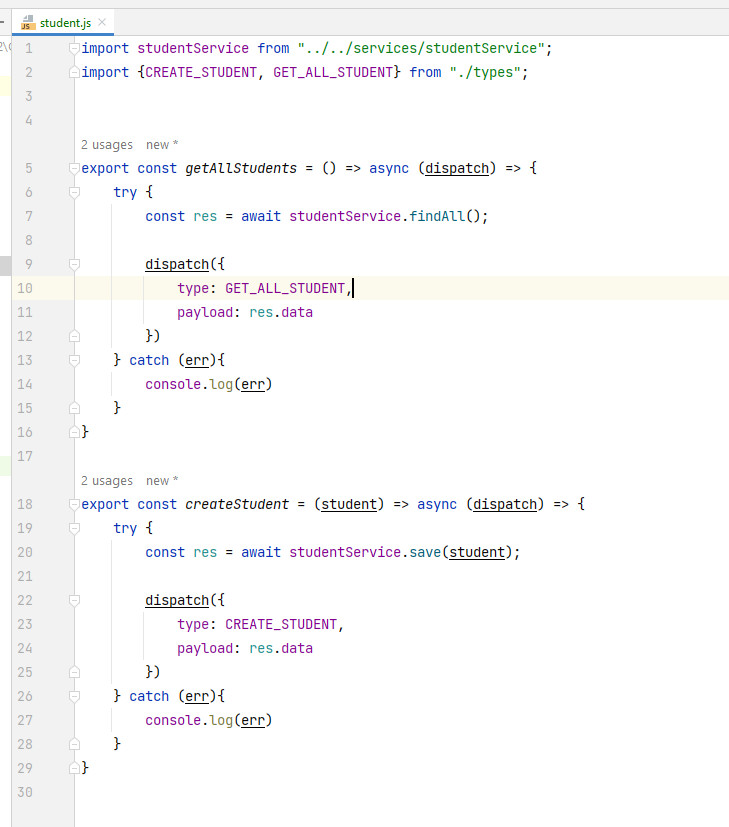 student.js
1 import studentService from "../../services/studentService";
2 import {CREATE_STUDENT, GET_ALL_STUDENT} from "./types";
3
4
2 usages new *
5 export const getAllStudents = () => async (dispatch) => {
6 try {
7 const res = await studentService.findAll();
8
9 dispatch({
10 type: GET_ALL_STUDENT,
11 payload: res.data
12 })
13 } catch (err){
14 console.log(err)
15 }
16 }
17
2 usages new *
18 export const createStudent = (student) => async (dispatch) => {
19 try {
20 const res = await studentService.save(student);
21
22 dispatch({
23 type: CREATE_STUDENT,
24 payload: res.data
25 })
26 } catch (err){
27 console.log(err)
28 }
29 }
30